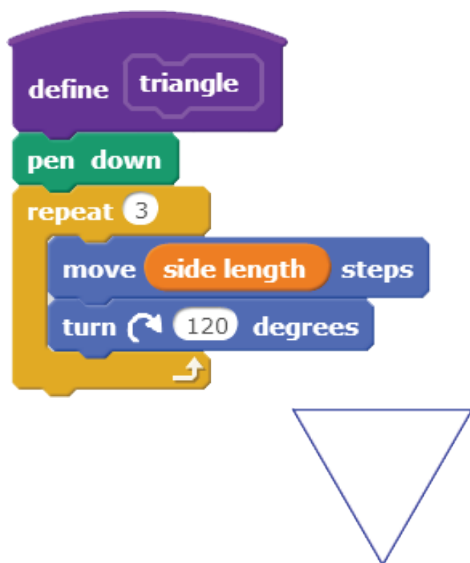 define triangle
pen down
repeat 3
move side length steps
turn 120 degrees